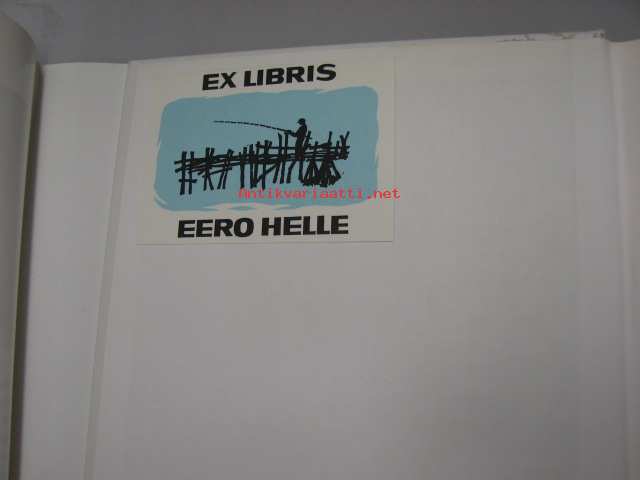 EX LIBRIS
Antikvariaatti.net
EERO HELLE